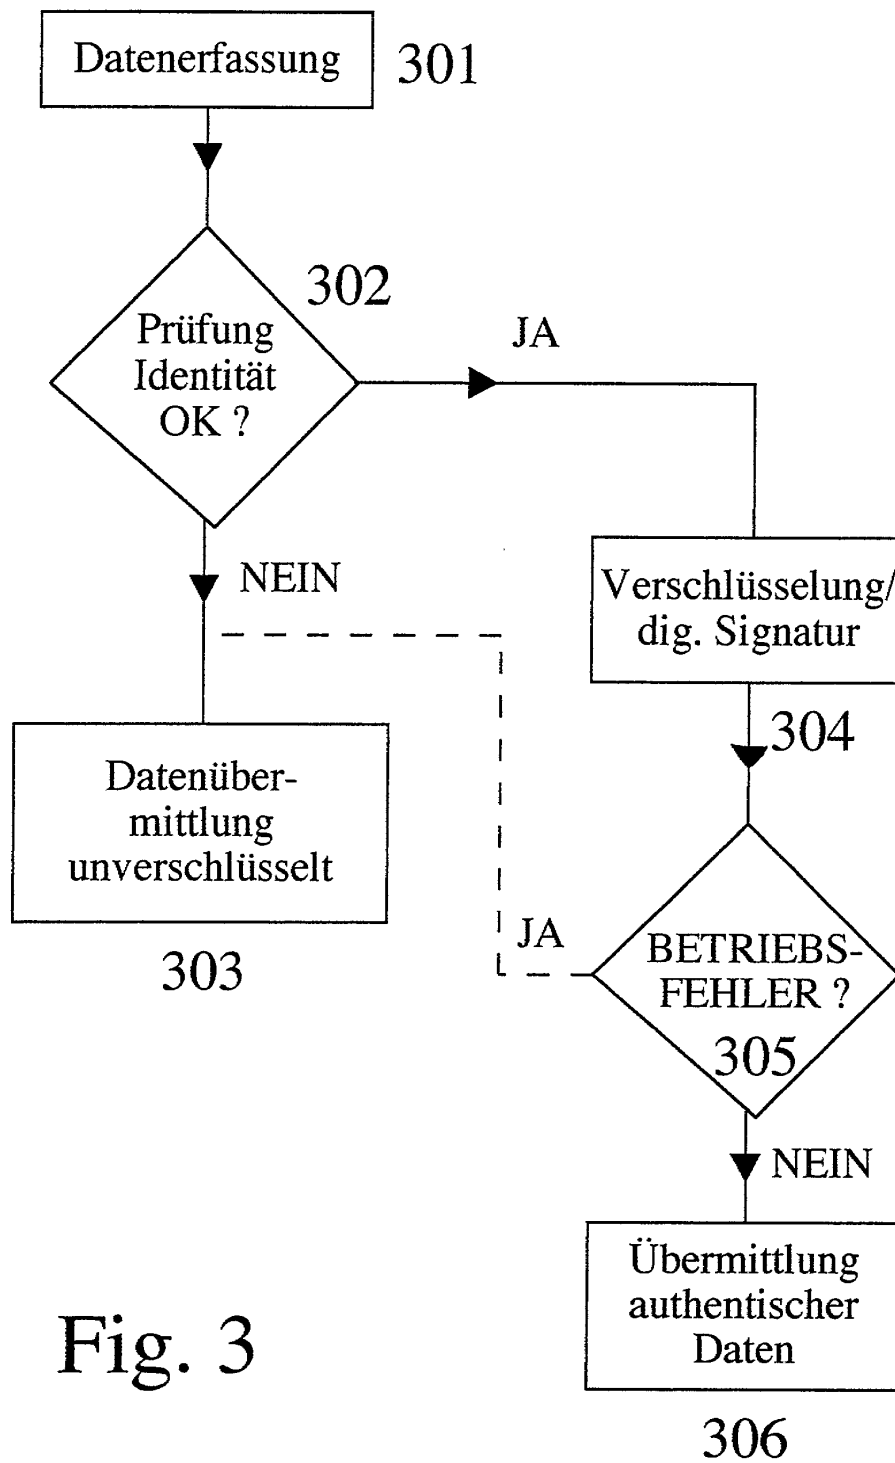 Datenerfassung
301
302
Prüfung
Identität
OK ?
JA
NEIN
Verschlüsselung/
dig. Signatur
304
Datenüber-
mittlung
unverschlüsselt
303
JA
BETRIEBS-
FEHLER ?
305
NEIN
Übermittlung
authentischer
Daten
306
Fig. 3